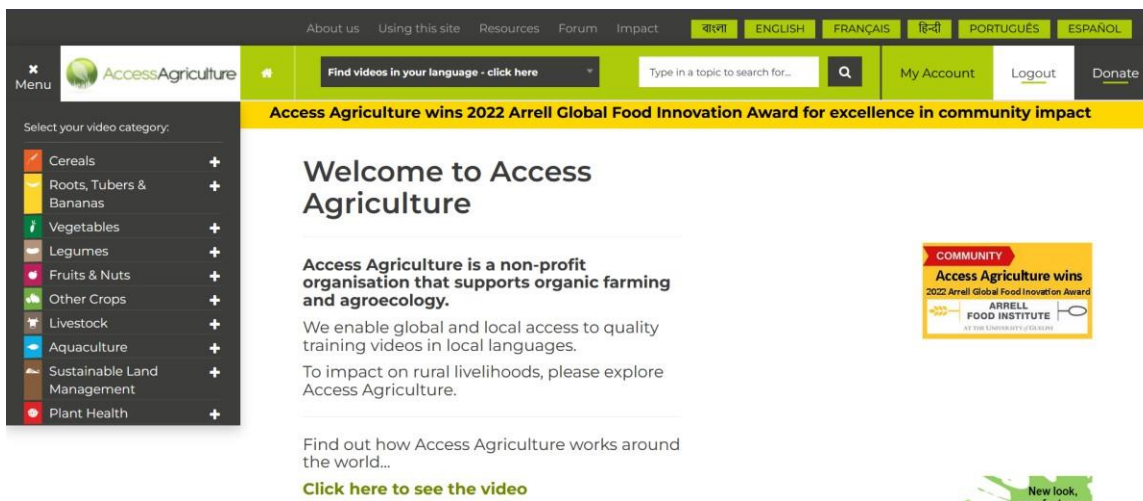 About us Using this site Resources Forum Impact বাংলা ENGLISH FRANÇAIS हिन्दी PORTUGUÊS ESPAÑOL
Menu AccessAgriculture Find videos in your language - click here Type in a topic to search for... My Account Logout Donate
Access Agriculture wins 2022 Arrell Global Food Innovation Award for excellence in community impact
Select your video category:
Cereals
Roots, Tubers &
Bananas
Vegetables
Legumes
Fruits & Nuts
Other Crops
Livestock
Aquaculture
Sustainable Land
Management
Plant Health
Welcome to Access
Agriculture
Access Agriculture is a non-profit
organisation that supports organic farming
and agroecology.
We enable global and local access to quality
training videos in local languages.
To impact on rural livelihoods, please explore
Access Agriculture.
Find out how Access Agriculture works around
the world...
Click here to see the video
COMMUNITY
Access Agriculture wins
2022 Arrell Global Food Inovation Award
ARRELL
FOOD INSTITUTE
AT THE UNIVERSITY of GUELPH
New look,